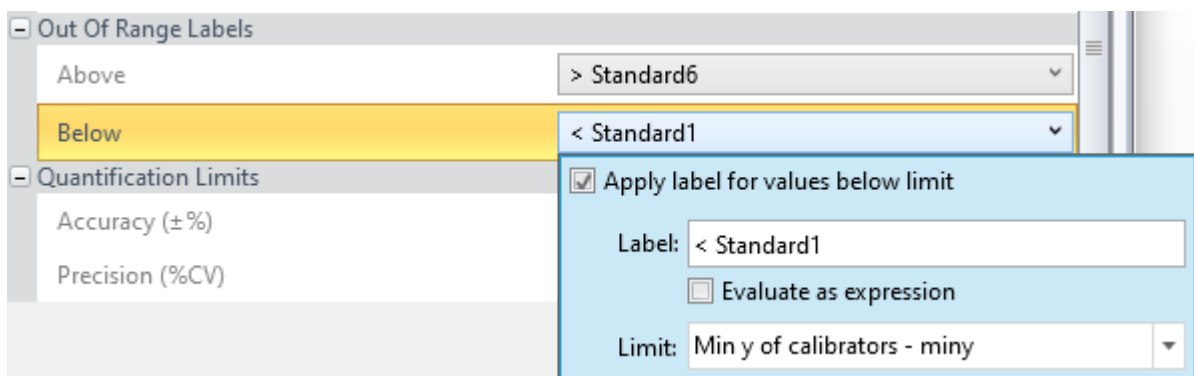 Out Of Range Labels
Above
> Standard6
Below
< Standard1
Quantification Limits
Apply label for values below limit
Accuracy (±%)
Label: < Standard1
Precision (%CV)
Evaluate as expression
Limit: Min y of calibrators - miny